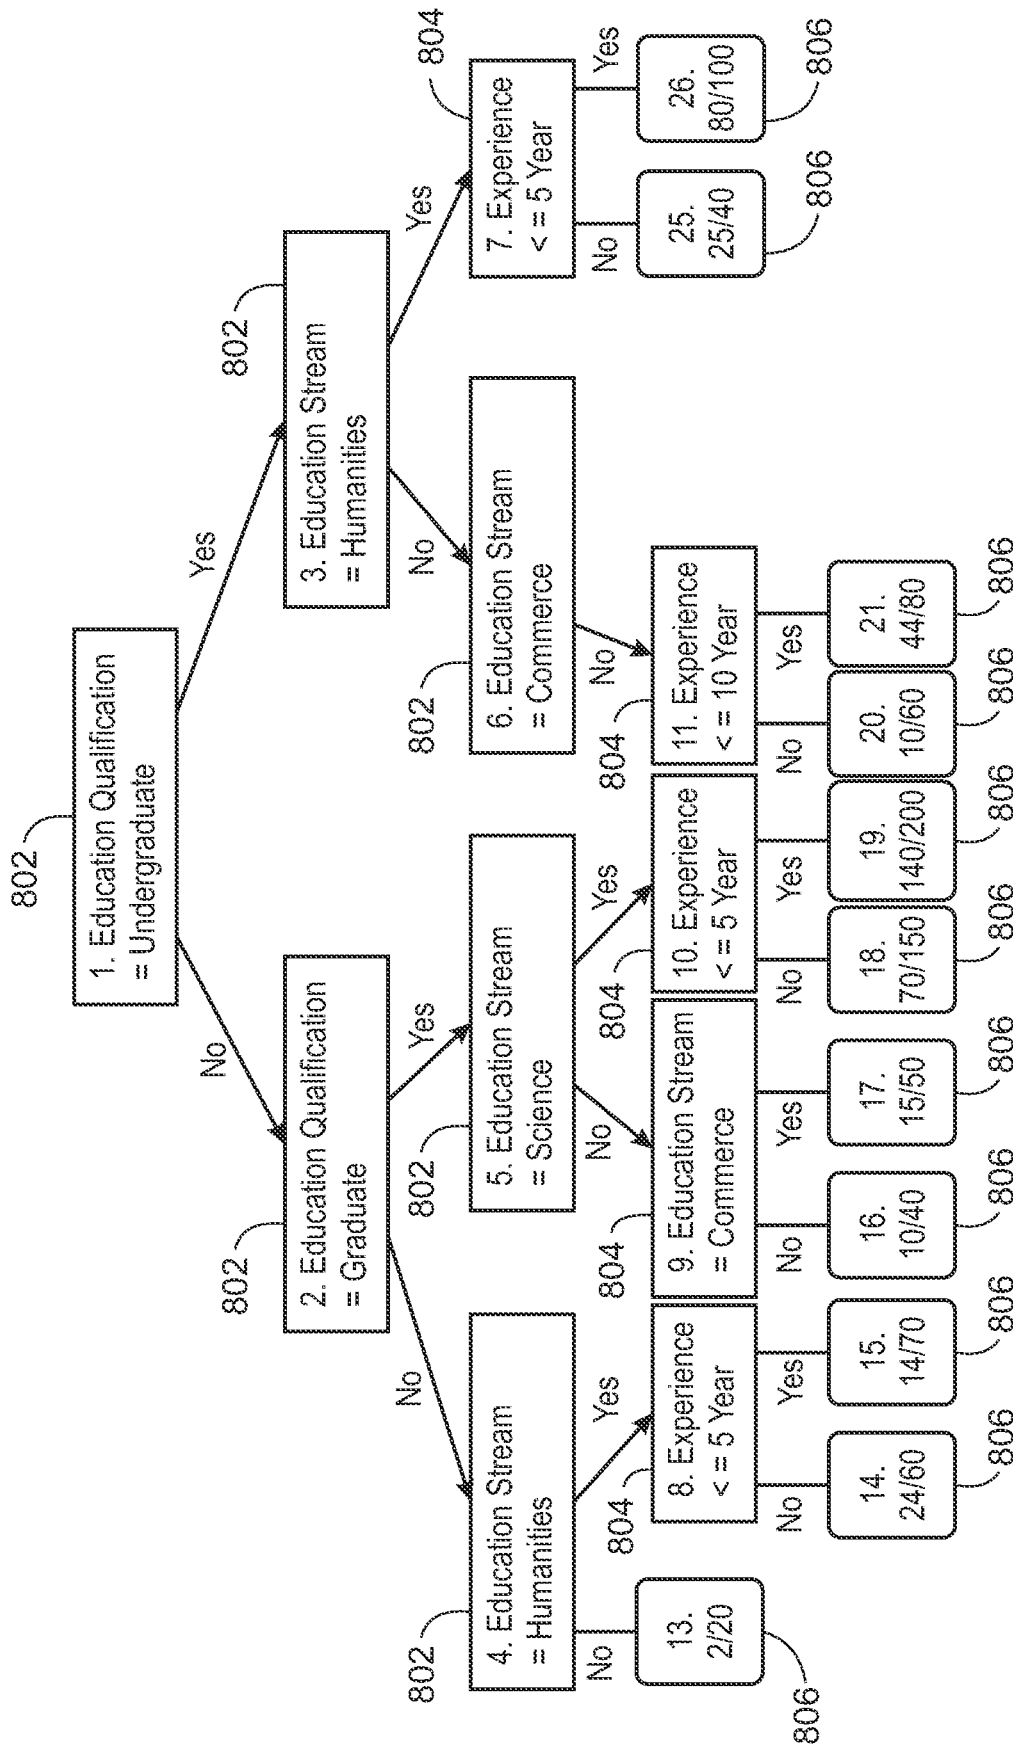 802
1. Education Qualification
= Undergraduate
No
Yes
802
2. Education Qualification
= Graduate
802
3. Education Stream
= Humanities
No
Yes
No
Yes
802
4. Education Stream
= Humanities
802
5. Education Stream
= Science
802
6. Education Stream
= Commerce
804
7. Experience
< = 5 Year
No
Yes
No
Yes
No
No
Yes
13.
2/20
806
804
8. Experience
< = 5 Year
804
9. Education Stream
= Commerce
804
10. Experience
< = 5 Year
804
11. Experience
< = 10 Year
25.
25/40
806
26.
80/100
806
No
Yes
No
Yes
No
Yes
No
Yes
14.
24/60
15.
14/70
16.
10/40
17.
15/50
18.
70/150
19.
140/200
20.
10/60
21.
44/80
806
806
806
806
806
806
806
806